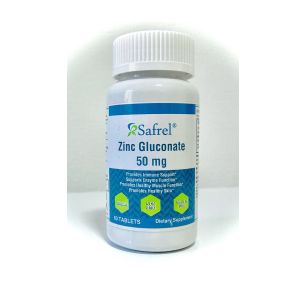 Safrel®
Zinc Gluconate
50 mg
Provides Immune Support*
Supports Enzyme Function*
Promotes Healthy Muscle Function*
Promotes Healthy Skin*
TABLETS
Dietary Supplement